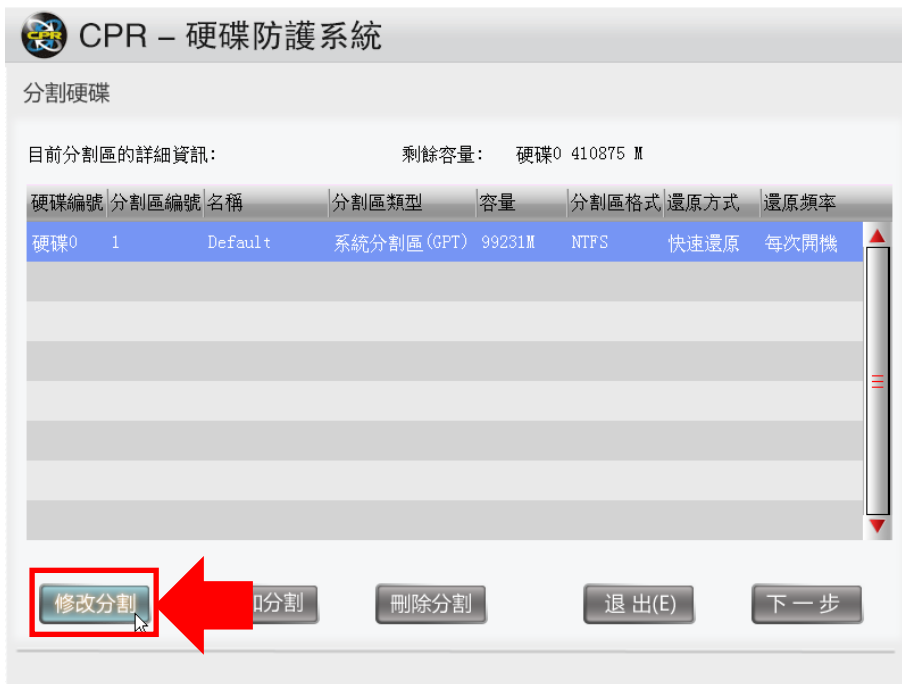 CPR – 硬碟防護系統
分割硬碟
目前分割區的詳細資訊: 剩餘容量: 硬碟0 410875 M
硬碟編號 分割區編號 名稱 分割區類型 容量 分割區格式 還原方式 還原頻率
硬碟0 1 Default 系統分割區(GPT) 99231M NTFS 快速還原 每次開機
修改分割 分割 刪除分割 退 出(E) 下 一 步